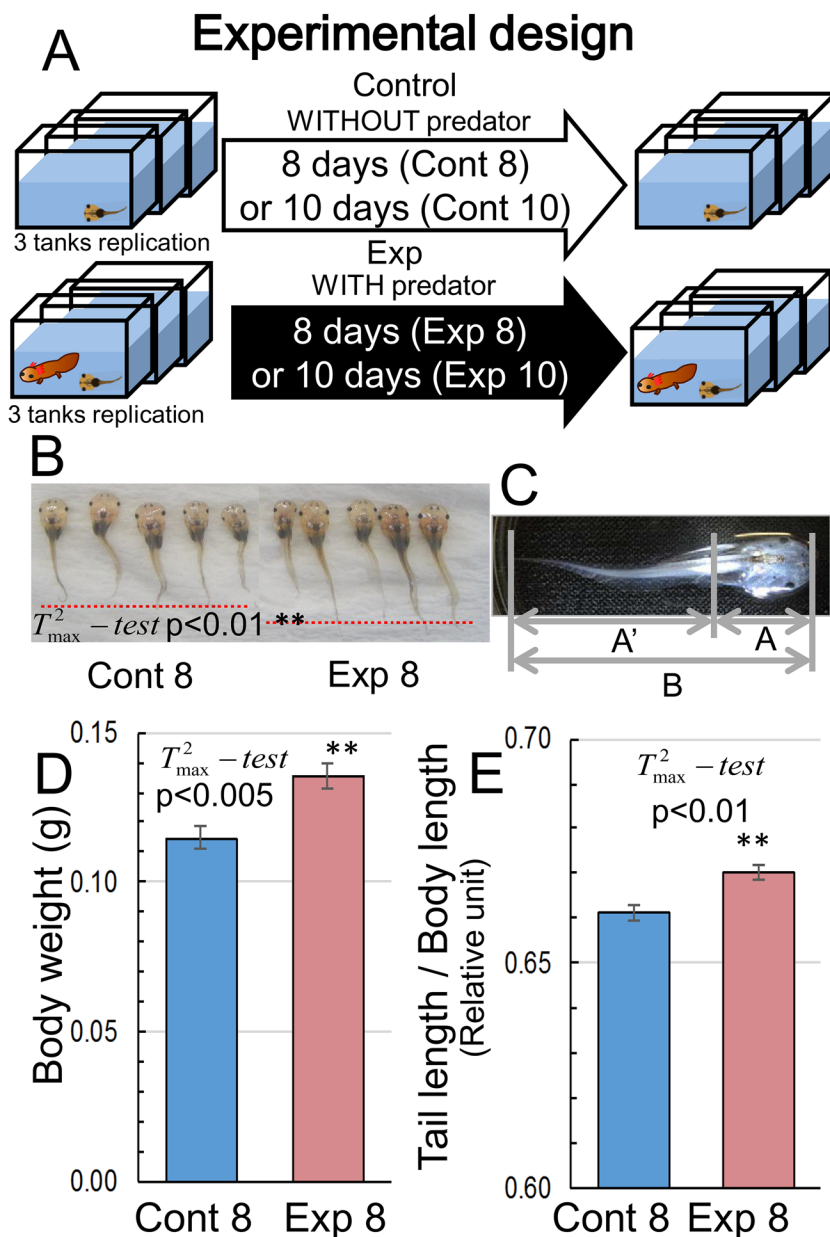 A
Experimental design
Control
WITHOUT predator
8 days (Cont 8)
or 10 days (Cont 10)
3 tanks replication
Exp
WITH predator
8 days (Exp 8)
or 10 days (Exp 10)
3 tanks replication
B
T²max – test p<0.01 **
Cont 8
Exp 8
C
A'
A
B
D
Body weight (g)
0.15
0.10
0.05
0.00
T²max – test
p<0.005
**
Cont 8
Exp 8
E
Tail length / Body length
(Relative unit)
0.70
0.65
0.60
T²max – test
p<0.01
**
Cont 8
Exp 8